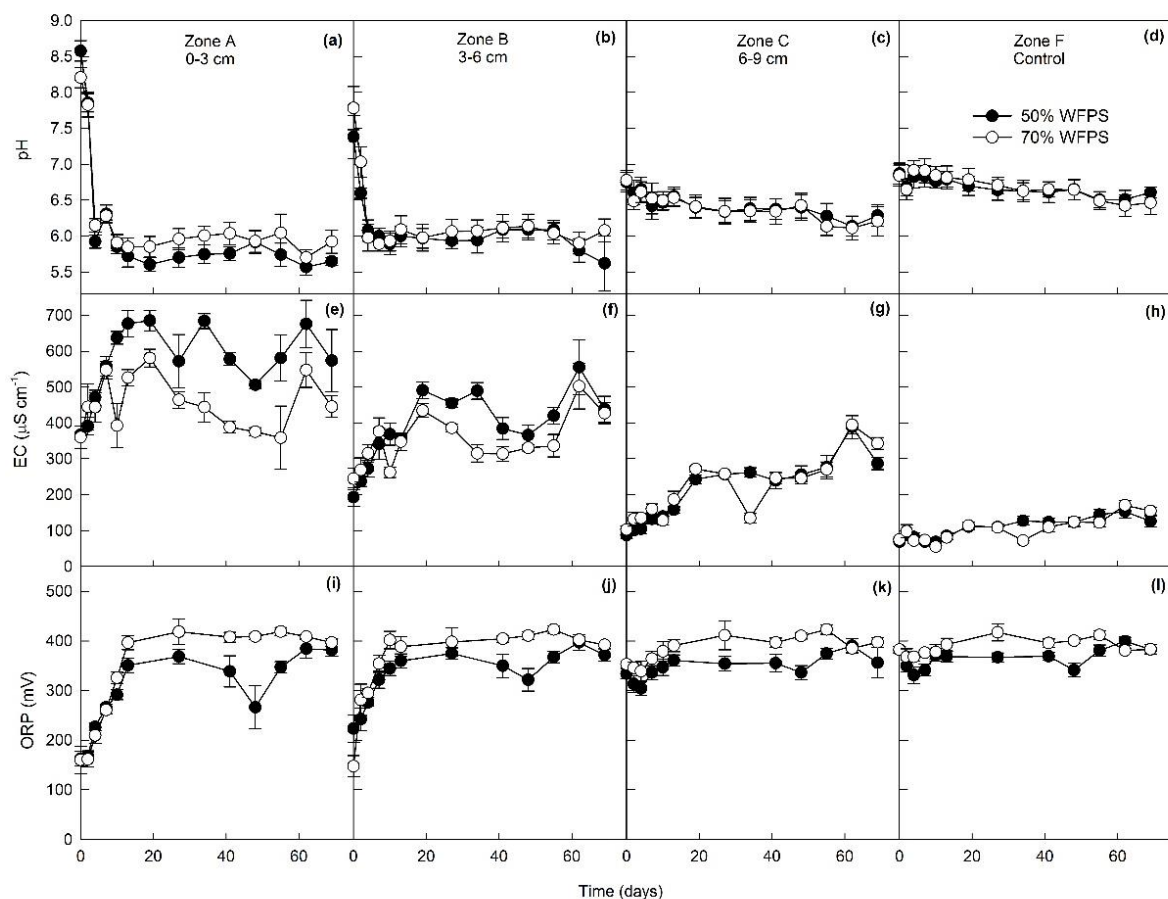 Zone A
0-3 cm
(a)
Zone B
3-6 cm
(b)
Zone C
6-9 cm
(c)
Zone F
Control
(d)
50% WFPS
70% WFPS
9.0
8.5
8.0
7.5
7.0
6.5
6.0
5.5
pH
(e)
(f)
(g)
(h)
700
600
500
400
300
200
100
0
EC (µS cm⁻¹)
(i)
(j)
(k)
(l)
500
400
300
200
100
0
ORP (mV)
0 20 40 60 0 20 40 60 0 20 40 60 0 20 40 60
Time (days)